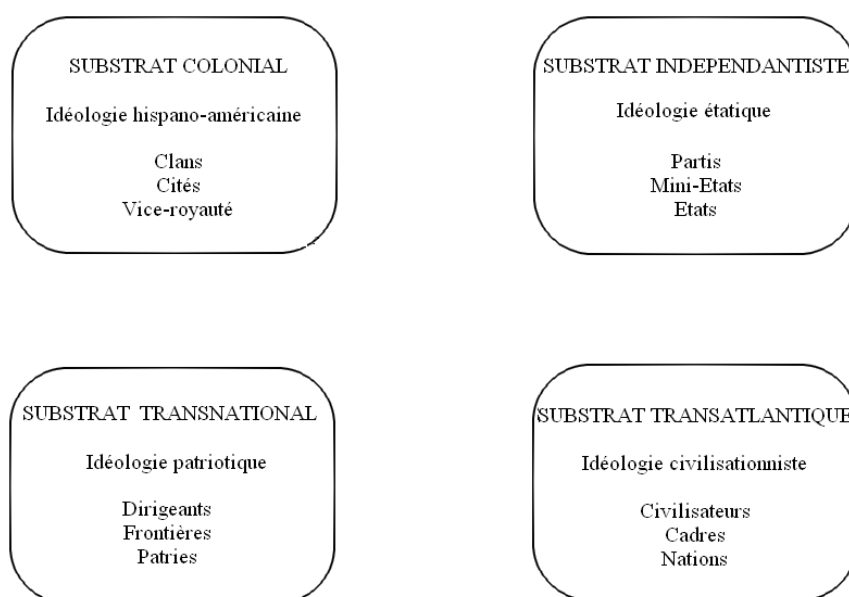 SUBSTRAT COLONIAL
Idéologie hispano-américaine
Clans
Cités
Vice-royauté
SUBSTRAT INDEPENDANTISTE
Idéologie étatique
Partis
Mini-Etats
Etats
SUBSTRAT TRANSNATIONAL
Idéologie patriotique
Dirigeants
Frontières
Patries
SUBSTRAT TRANSATLANTIQUE
Idéologie civilisationniste
Civilisateurs
Cadres
Nations